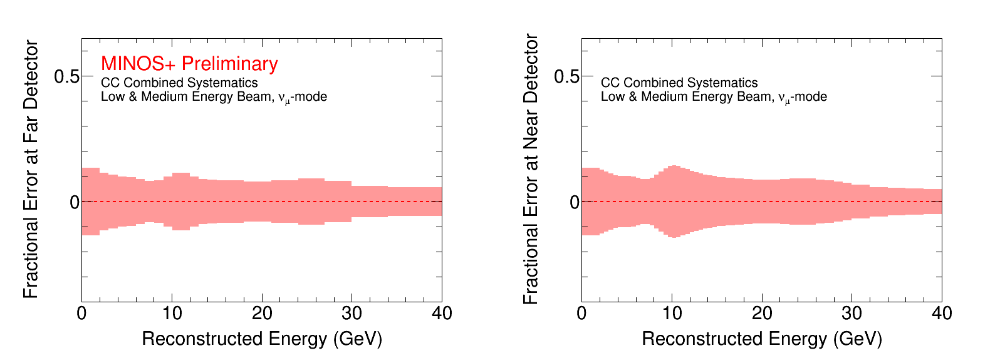 MINOS+ Preliminary
CC Combined Systematics
Low & Medium Energy Beam, νμ-mode
Fractional Error at Far Detector
0.5
0
0 10 20 30 40
Reconstructed Energy (GeV)
CC Combined Systematics
Low & Medium Energy Beam, νμ-mode
Fractional Error at Near Detector
0.5
0
0 10 20 30 40
Reconstructed Energy (GeV)